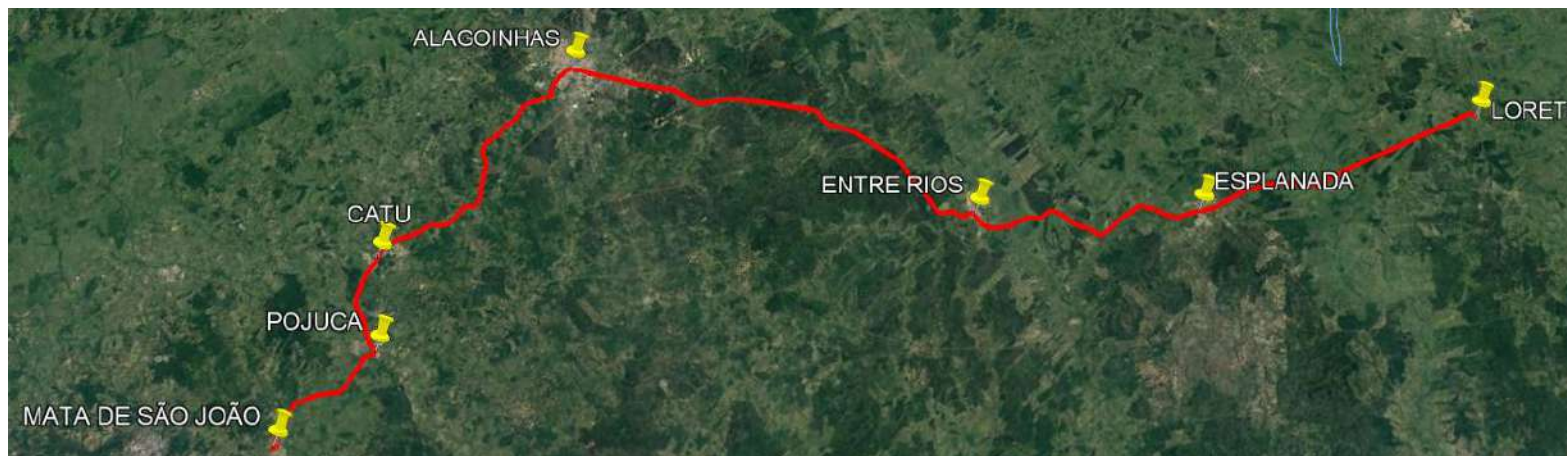 ALAGOINHAS
LORET
ENTRE RIOS
ESPLANADA
CATU
POJUCA
MATA DE SÃO JOÃO